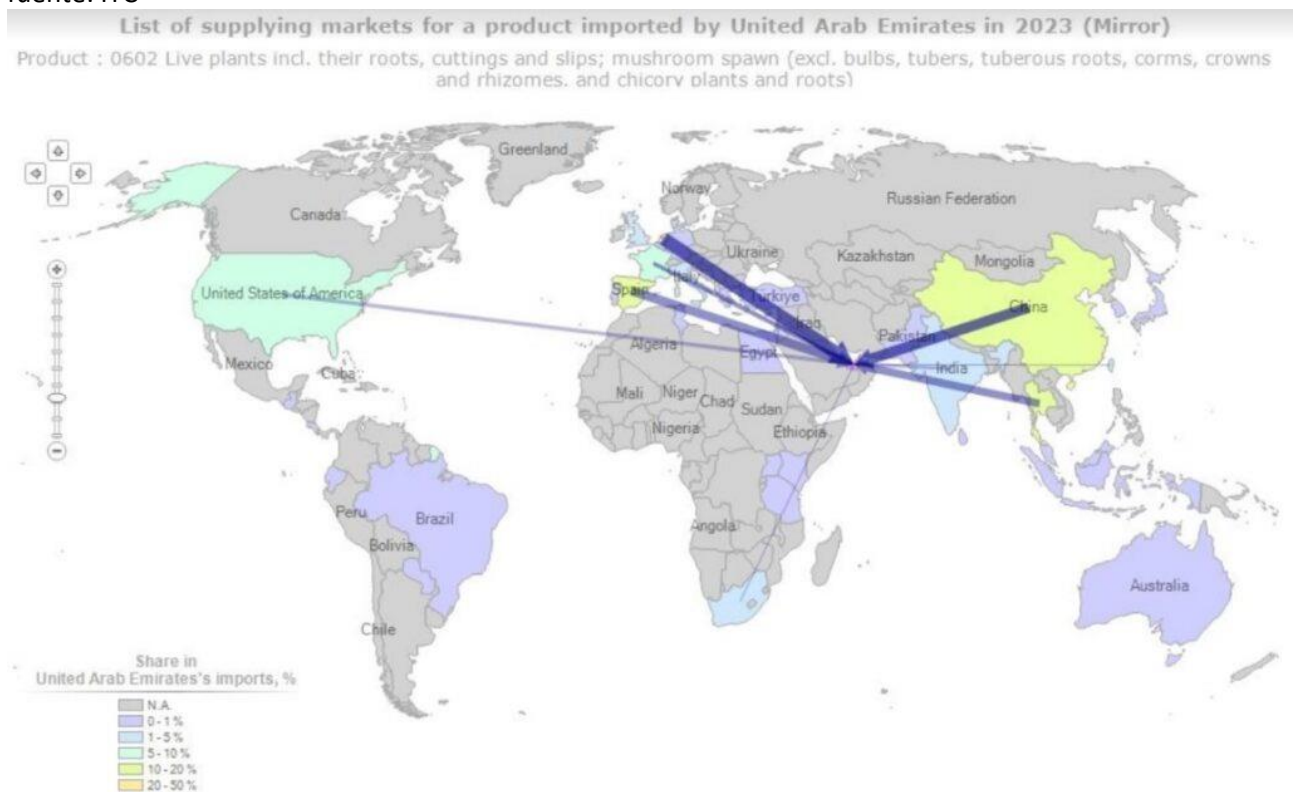 fuente: ITC
List of supplying markets for a product imported by United Arab Emirates in 2023 (Mirror)
Product : 0602 Live plants incl. their roots, cuttings and slips; mushroom spawn (excl. bulbs, tubers, tuberous roots, corms, crowns
and rhizomes, and chicory plants and roots)
Greenland
Norway
Russian Federation
Canada
Ukraine
Kazakhstan
Mongolia
Italy
Spain
United States of America
Türkiye
China
Iraq
Pakistan
Algeria
Egypt
Mexico
Cuba
India
Mali
Niger
Chad
Sudan
Nigeria
Ethiopia
Peru
Brazil
Angola
Bolivia
Australia
Chile
Share in
United Arab Emirates's imports, %
N.A.
0 - 1 %
1 - 5 %
5 - 10 %
10 - 20 %
20 - 50 %